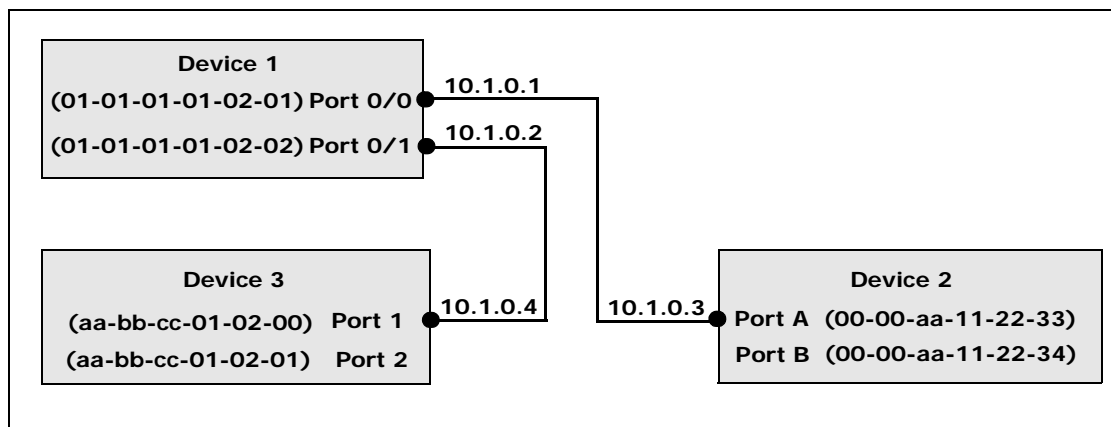 Device 1
(01-01-01-01-02-01) Port 0/0
10.1.0.1
(01-01-01-01-02-02) Port 0/1
10.1.0.2
Device 3
(aa-bb-cc-01-02-00) Port 1
10.1.0.4
(aa-bb-cc-01-02-01) Port 2
Device 2
10.1.0.3
Port A (00-00-aa-11-22-33)
Port B (00-00-aa-11-22-34)